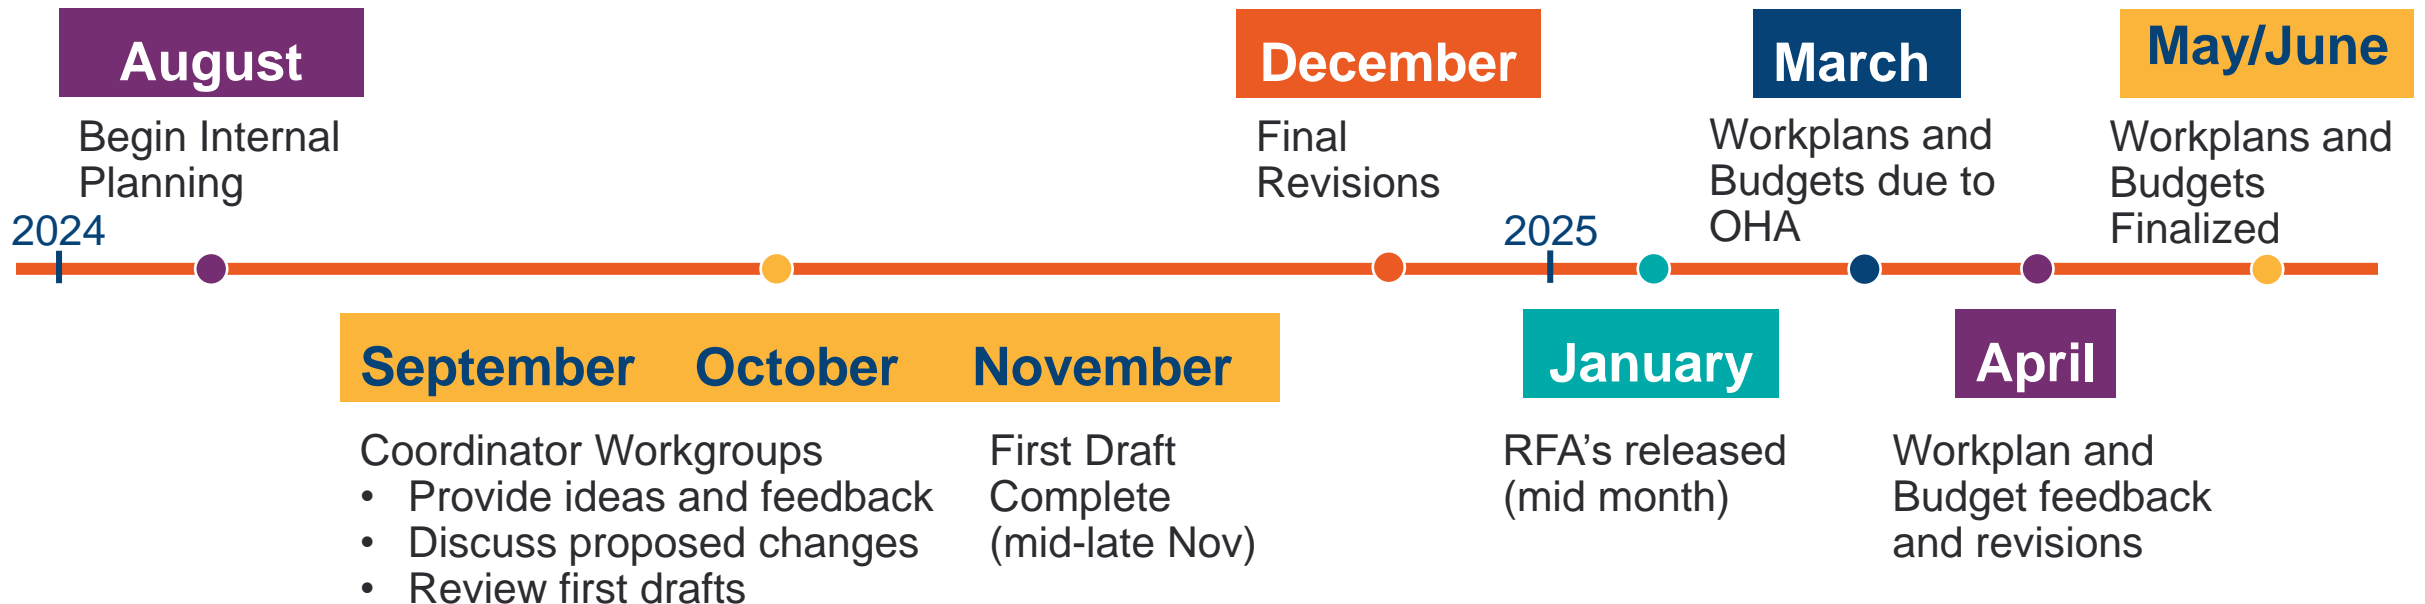 August
Begin Internal
Planning
2024
September October November
Coordinator Workgroups
• Provide ideas and feedback
• Discuss proposed changes
• Review first drafts
First Draft
Complete
(mid-late Nov)
December
Final
Revisions
2025
January
RFA’s released
(mid month)
March
Workplans and
Budgets due to
OHA
April
Workplan and
Budget feedback
and revisions
May/June
Workplans and
Budgets
Finalized